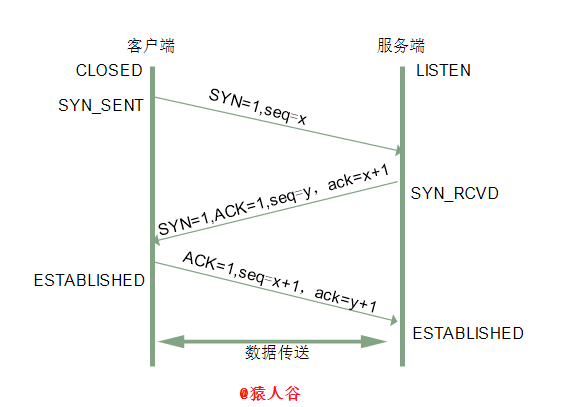 客户端
服务端
CLOSED
LISTEN
SYN_SENT
SYN=1,seq=x
SYN=1,ACK=1,seq=y，ack=x+1
SYN_RCVD
ACK=1,seq=x+1，ack=y+1
ESTABLISHED
ESTABLISHED
数据传送
@猿人谷